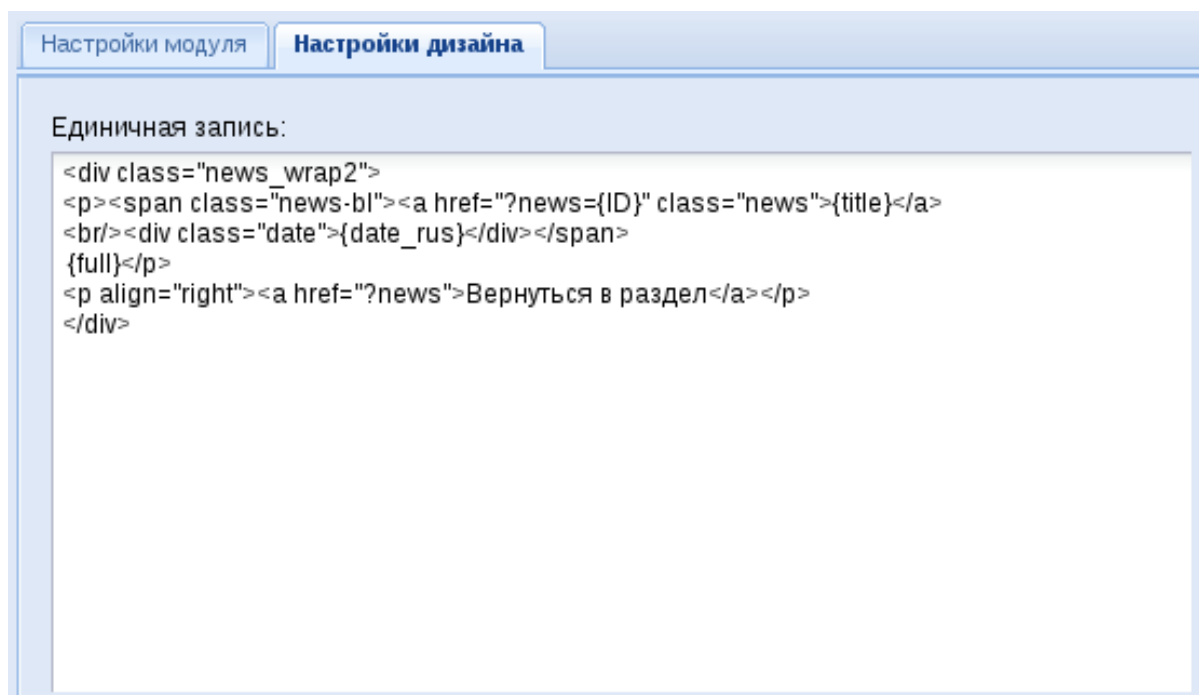 Настройки модуля
Настройки дизайна
Единичная запись:
<div class="news_wrap2">
<p><span class="news-bl"><a href="?news={ID}" class="news">{title}</a>
<br/><div class="date">{date_rus}</div></span>
{full}</p>
<p align="right"><a href="?news">Вернуться в раздел</a></p>
</div>